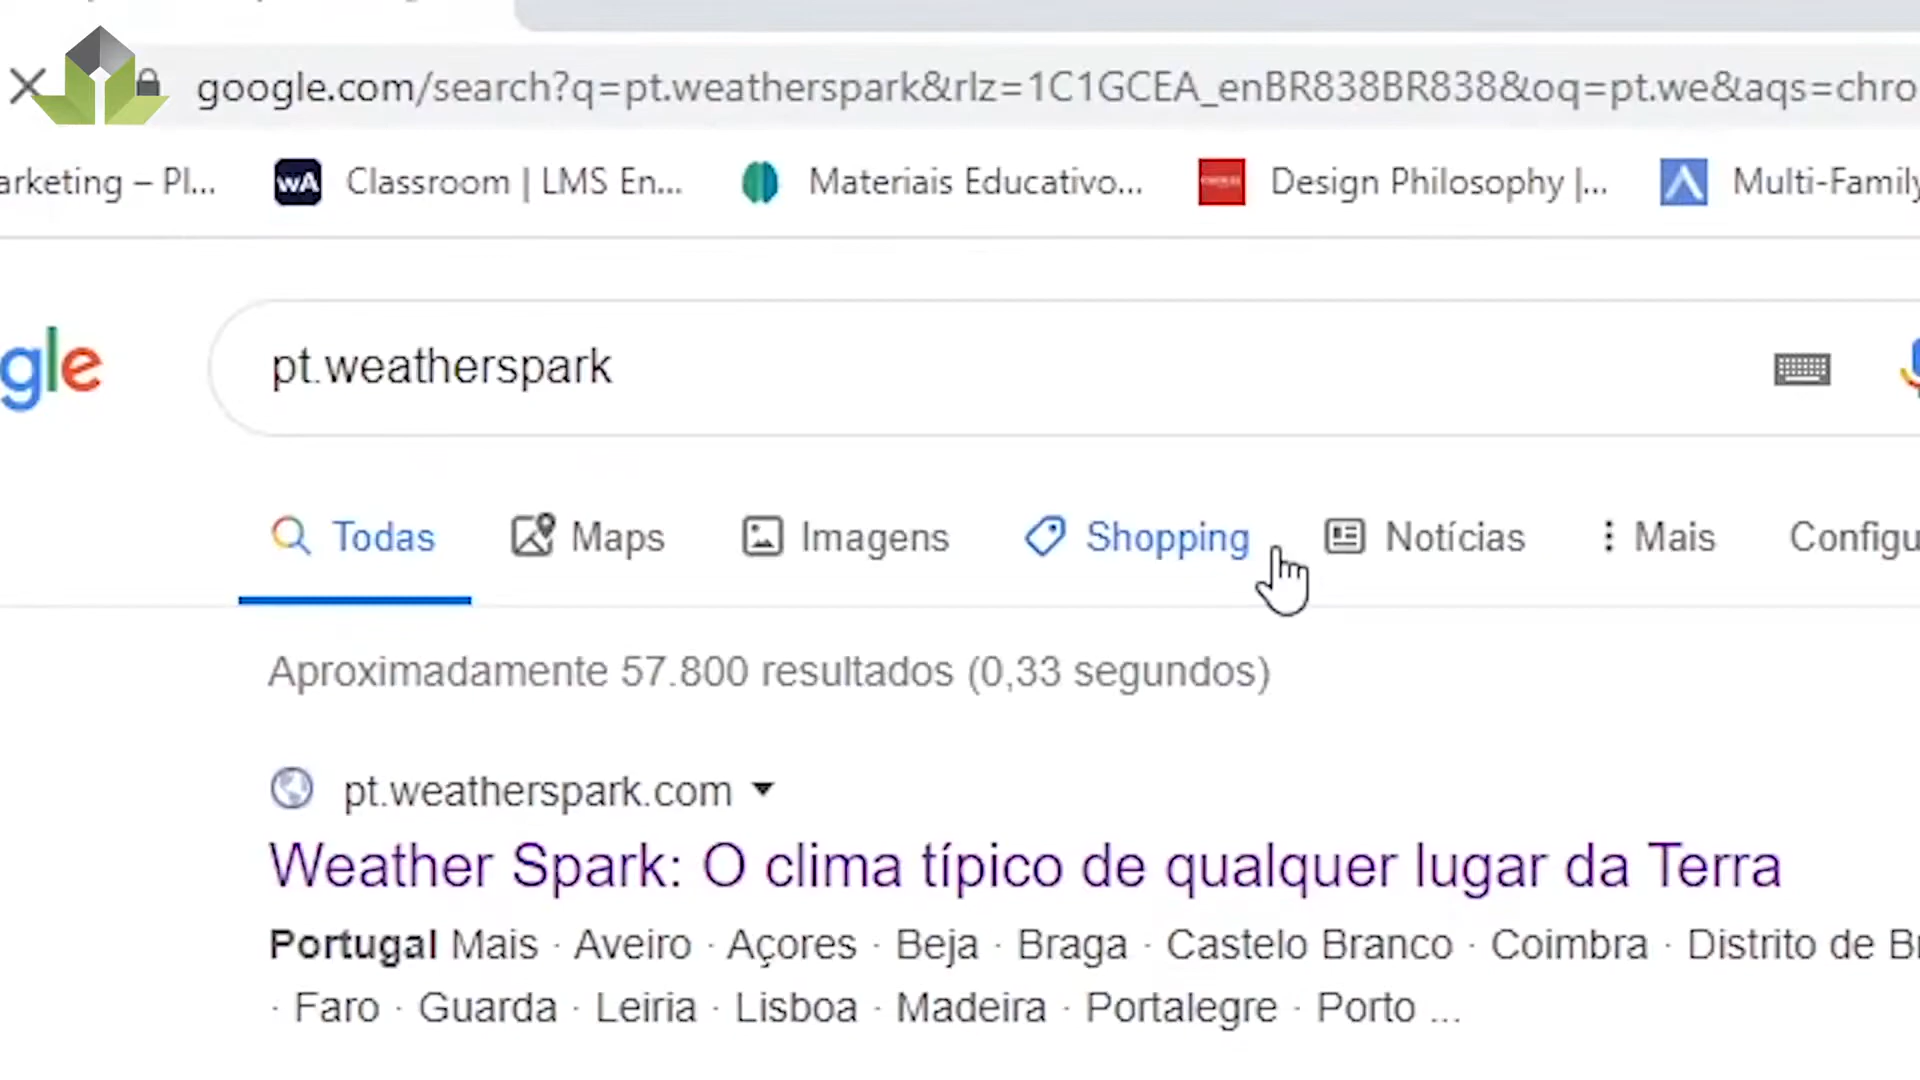 google.com/search?q=pt.weatherspark&rlz=1C1GCEA_enBR838BR838&oq=pt.we&aqs=chro
arketing – Pl... wA Classroom | LMS En... Materiais Educativo... Design Philosophy |... Multi-Family
gle pt.weatherspark
Todas Maps Imagens Shopping Notícias Mais Configu
Aproximadamente 57.800 resultados (0,33 segundos)
pt.weatherspark.com
Weather Spark: O clima típico de qualquer lugar da Terra
Portugal Mais · Aveiro · Açores · Beja · Braga · Castelo Branco · Coimbra · Distrito de Br
· Faro · Guarda · Leiria · Lisboa · Madeira · Portalegre · Porto ...